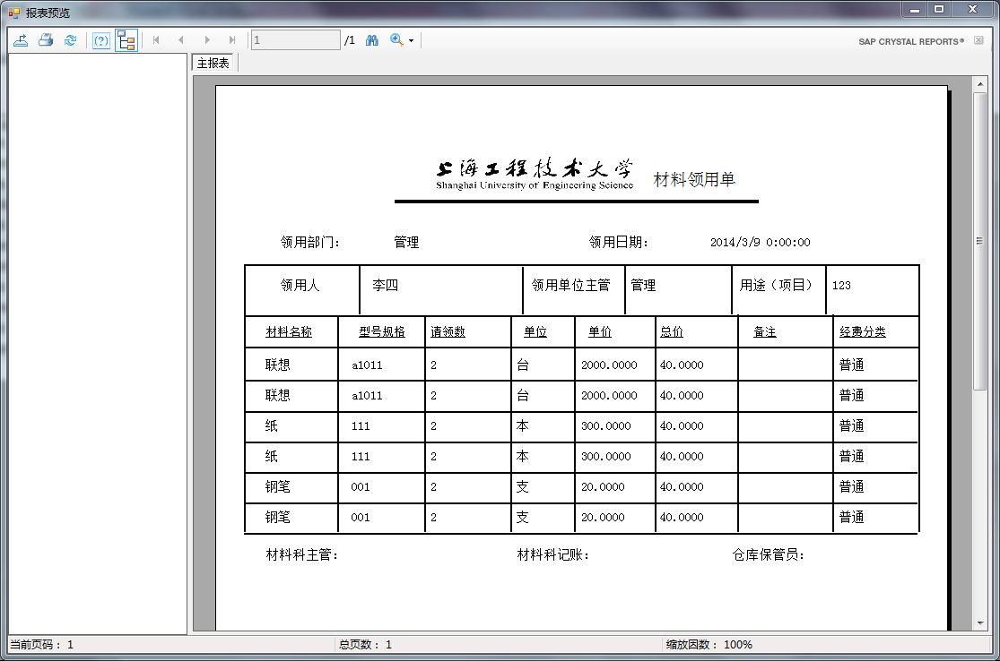 报表预览
1 /1 SAP CRYSTAL REPORTS®
主报表
上海工程技术大学 材料领用单
Shanghai University of Engineering Science
领用部门： 管理 领用日期： 2014/3/9 0:00:00
领用人 李四 领用单位主管 管理 用途（项目） 123
材料名称 型号规格 请领数 单位 单价 总价 备注 经费分类
联想 a1011 2 台 2000.0000 40.0000 普通
联想 a1011 2 台 2000.0000 40.0000 普通
纸 111 2 本 300.0000 40.0000 普通
纸 111 2 本 300.0000 40.0000 普通
钢笔 001 2 支 20.0000 40.0000 普通
钢笔 001 2 支 20.0000 40.0000 普通
材料科主管： 材料科记账： 仓库保管员：
当前页码： 1 总页数： 1 缩放因数： 100%